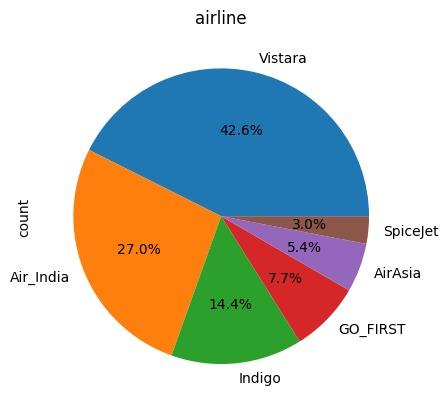 airline
Vistara
42.6%
count
27.0%
Air_India
14.4%
Indigo
7.7%
GO_FIRST
5.4%
AirAsia
3.0%
SpiceJet